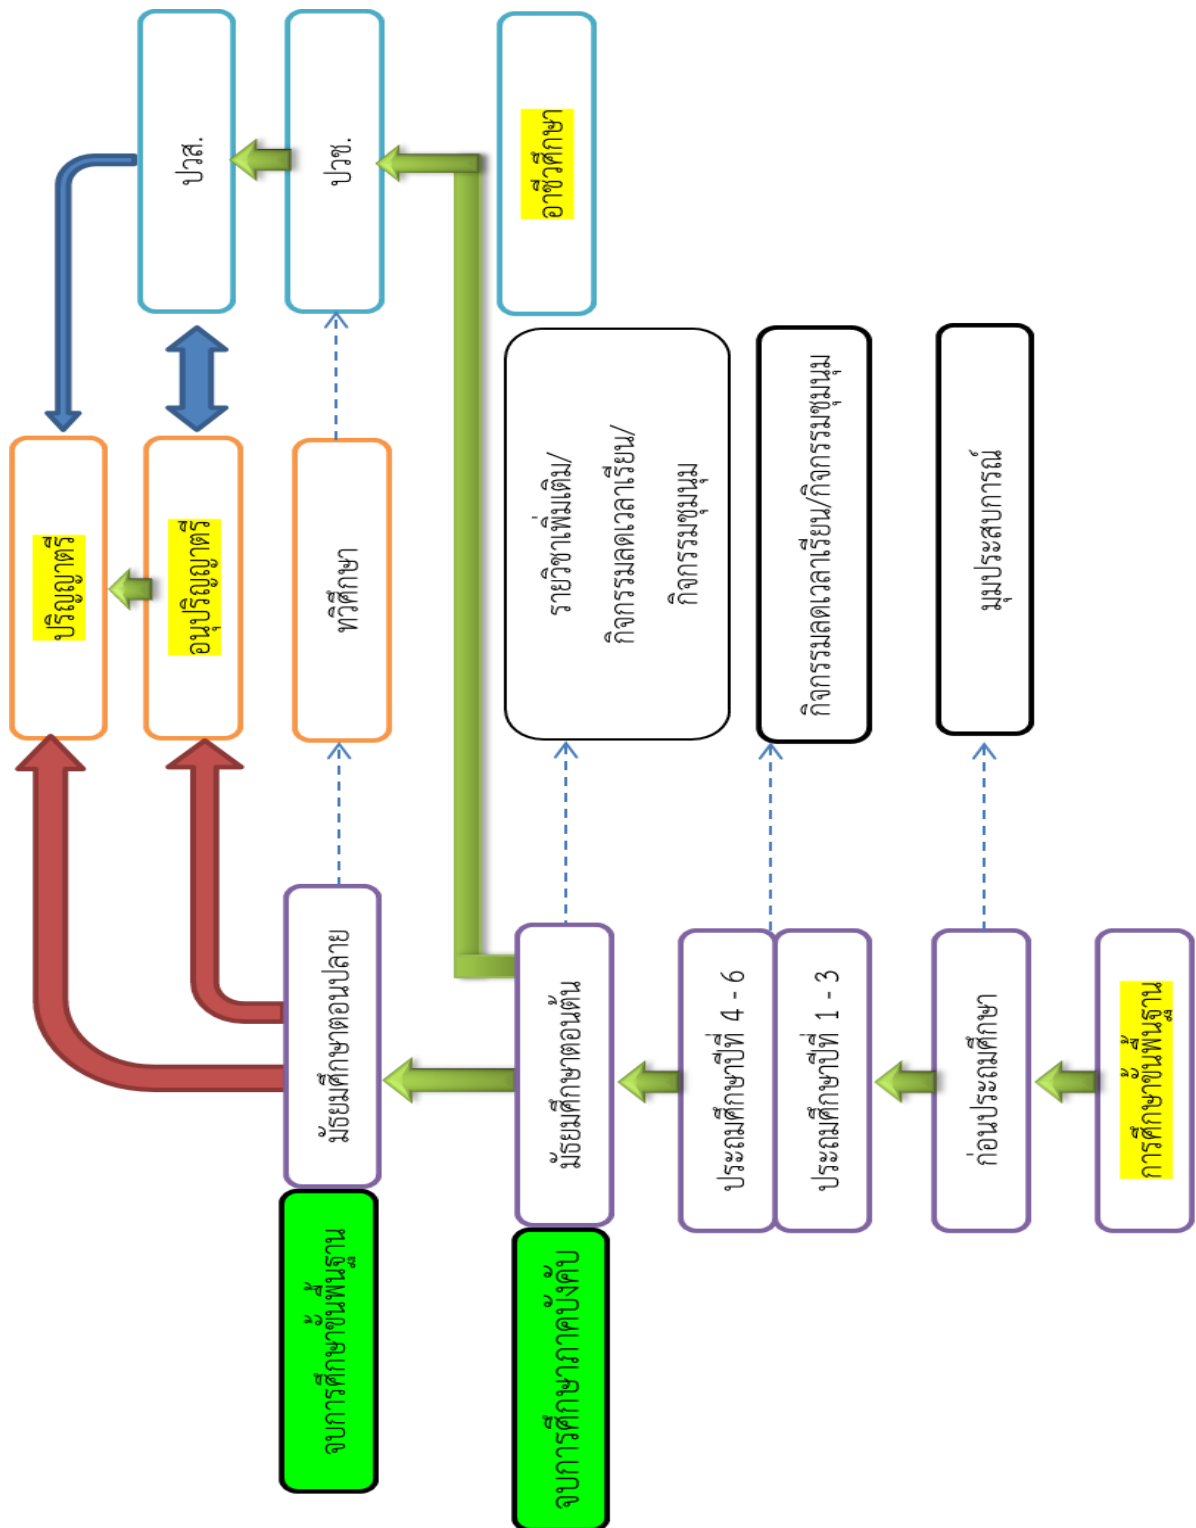 ปริญญาตรี
อนุปริญญาตรี
ปวส.
จบการศึกษาขั้นพื้นฐาน
มัธยมศึกษาตอนปลาย
ทวิศึกษา
ปวช.
จบการศึกษาภาคบังคับ
มัธยมศึกษาตอนต้น
รายวิชาเพิ่มเติม/
กิจกรรมลดเวลาเรียน/
กิจกรรมชุมนุม
อาชีวศึกษา
ประถมศึกษาปีที่ 4 - 6
ประถมศึกษาปีที่ 1 - 3
กิจกรรมลดเวลาเรียน/กิจกรรมชุมนุม
ก่อนประถมศึกษา
มุมประสบการณ์
การศึกษาขั้นพื้นฐาน